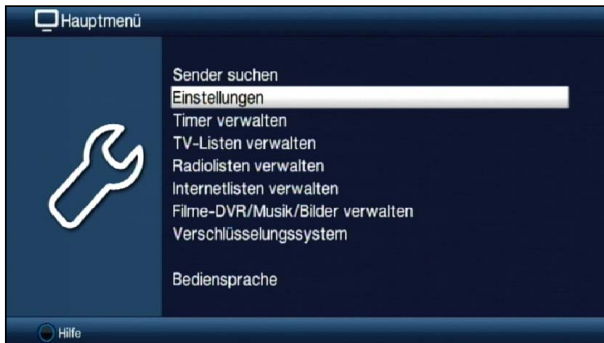 Hauptmenü
Sender suchen
Einstellungen
Timer verwalten
TV-Listen verwalten
Radiolisten verwalten
Internetlisten verwalten
Filme-DVR/Musik/Bilder verwalten
Verschlüsselungssystem
Bediensprache
Hilfe